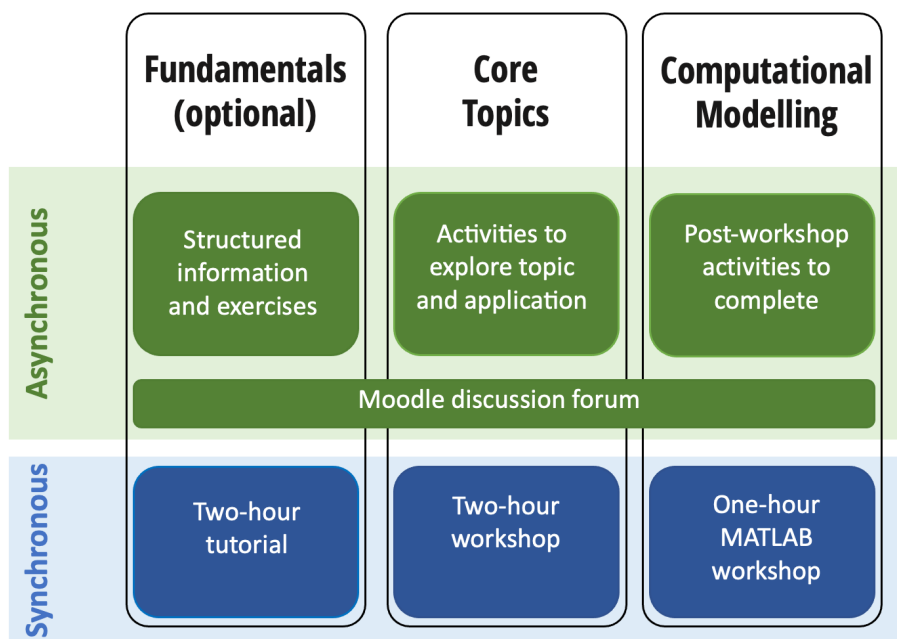 Fundamentals
(optional)
Core
Topics
Computational
Modelling
Asynchronous
Structured
information
and exercises
Activities to
explore topic
and application
Post-workshop
activities to
complete
Moodle discussion forum
Synchronous
Two-hour
tutorial
Two-hour
workshop
One-hour
MATLAB
workshop